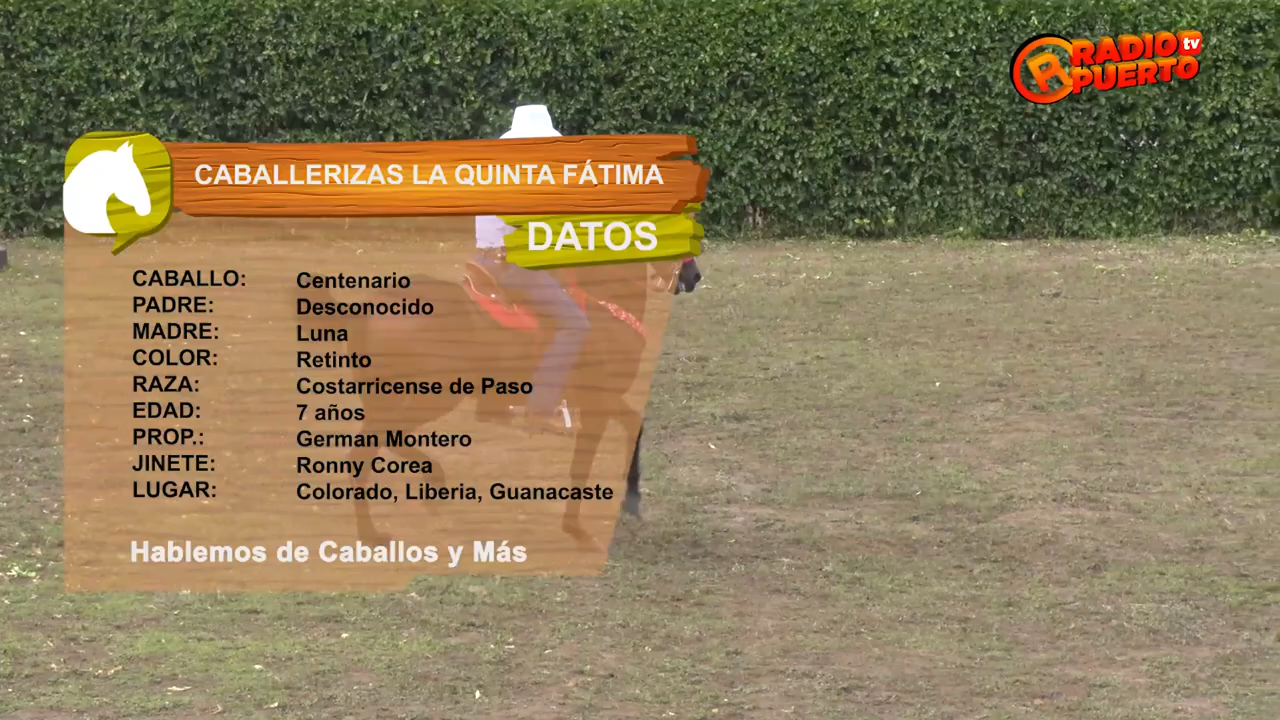 RADIO tv
PUERTO
CABALLERIZAS LA QUINTA FÁTIMA
DATOS
CABALLO: Centenario
PADRE: Desconocido
MADRE: Luna
COLOR: Retinto
RAZA: Costarricense de Paso
EDAD: 7 años
PROP.: German Montero
JINETE: Ronny Corea
LUGAR: Colorado, Liberia, Guanacaste
Hablemos de Caballos y Más